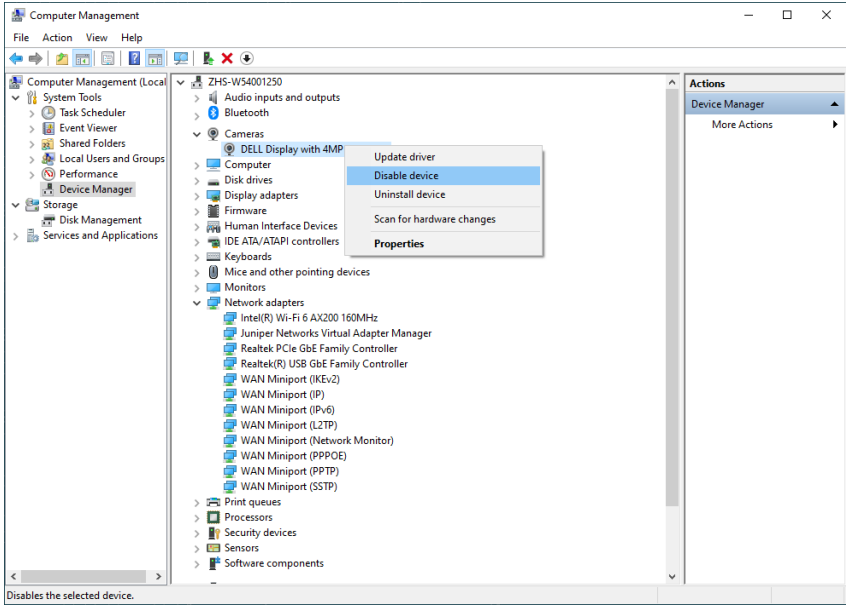 Computer Management
File Action View Help
Computer Management (Local
System Tools
Task Scheduler
Event Viewer
Shared Folders
Local Users and Groups
Performance
Device Manager
Storage
Disk Management
Services and Applications
ZHS-W54001250
Audio inputs and outputs
Bluetooth
Cameras
DELL Display with 4MP
Computer
Disk drives
Display adapters
Firmware
Human Interface Devices
IDE ATA/ATAPI controllers
Keyboards
Mice and other pointing devices
Monitors
Network adapters
Intel(R) Wi-Fi 6 AX200 160MHz
Juniper Networks Virtual Adapter Manager
Realtek PCIe GbE Family Controller
Realtek(R) USB GbE Family Controller
WAN Miniport (IKEv2)
WAN Miniport (IP)
WAN Miniport (IPv6)
WAN Miniport (L2TP)
WAN Miniport (Network Monitor)
WAN Miniport (PPPOE)
WAN Miniport (PPTP)
WAN Miniport (SSTP)
Print queues
Processors
Security devices
Sensors
Software components
Update driver
Disable device
Uninstall device
Scan for hardware changes
Properties
Actions
Device Manager
More Actions
Disables the selected device.